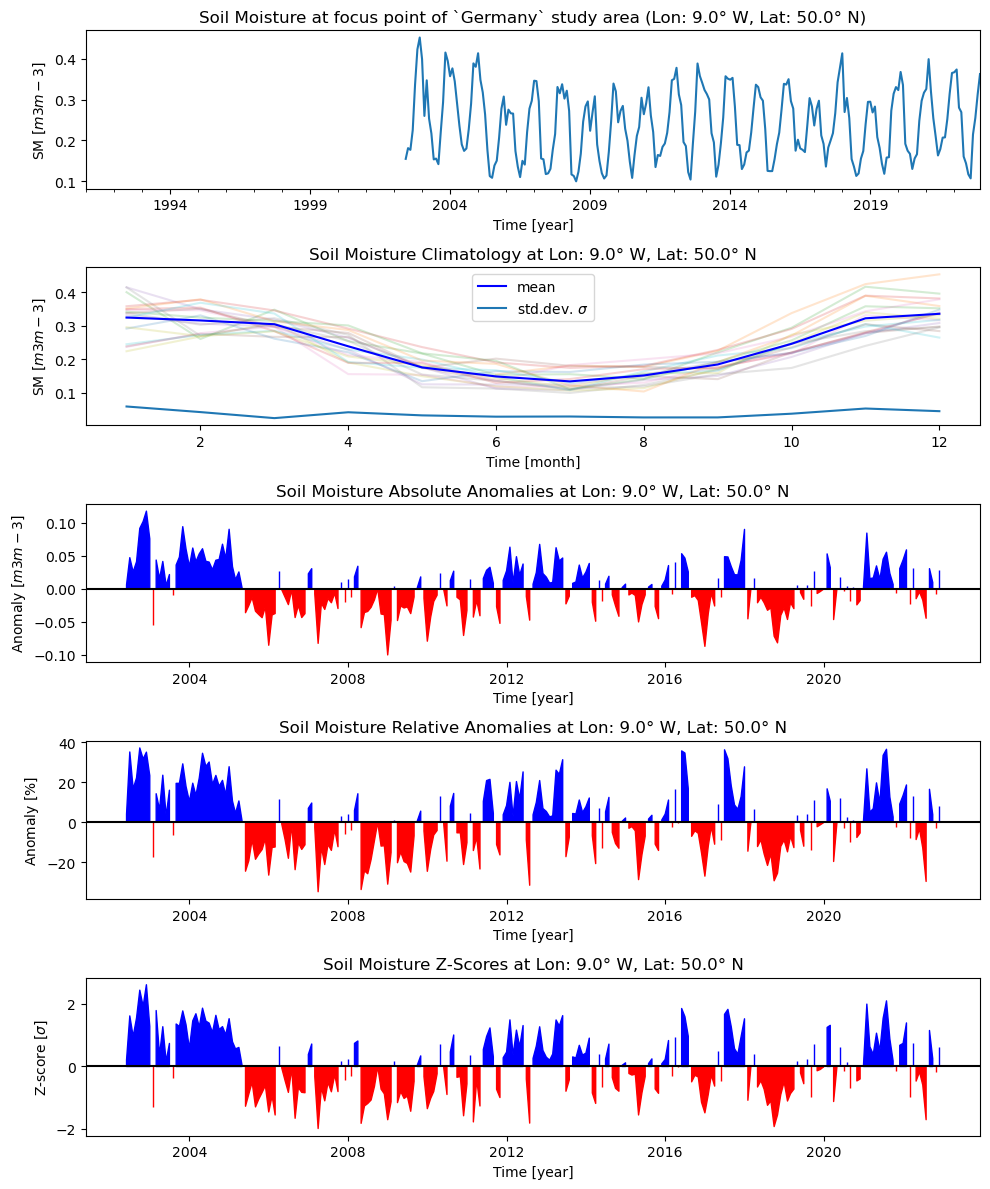 Soil Moisture at focus point of `Germany` study area (Lon: 9.0° W, Lat: 50.0° N)
SM [m3m − 3]
0.4
0.3
0.2
0.1
1994 1999 2004 2009 2014 2019
Time [year]
Soil Moisture Climatology at Lon: 9.0° W, Lat: 50.0° N
SM [m3m − 3]
0.4
0.3
0.2
0.1
mean
std.dev. σ
2 4 6 8 10 12
Time [month]
Soil Moisture Absolute Anomalies at Lon: 9.0° W, Lat: 50.0° N
Anomaly [m3m − 3]
0.10
0.05
0.00
−0.05
−0.10
2004 2008 2012 2016 2020
Time [year]
Soil Moisture Relative Anomalies at Lon: 9.0° W, Lat: 50.0° N
Anomaly [%]
40
20
0
−20
2004 2008 2012 2016 2020
Time [year]
Soil Moisture Z-Scores at Lon: 9.0° W, Lat: 50.0° N
Z-score [σ]
2
0
−2
2004 2008 2012 2016 2020
Time [year]